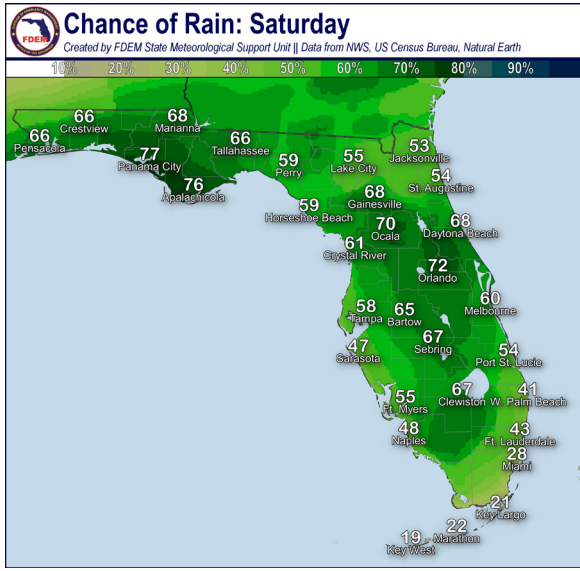 FDEM
Chance of Rain: Saturday
Created by FDEM State Meteorological Support Unit || Data from NWS, US Census Bureau, Natural Earth
10% 20% 30% 40% 50% 60% 70% 80% 90%
66
Crestview
68
Marianna
66
Pensacola
66
Tallahassee
77
Panama City
59
Perry
55
Lake City
53
Jacksonville
76
Apalachicola
54
St. Augustine
68
Gainesville
59
Horseshoe Beach
70
Ocala
68
Daytona Beach
61
Crystal River
72
Orlando
60
Melbourne
58
Tampa
65
Bartow
67
Sebring
47
Sarasota
54
Port St. Lucie
55
Ft. Myers
67
Clewiston
41
W. Palm Beach
48
Naples
43
Ft. Lauderdale
28
Miami
21
Key Largo
22
Marathon
19
Key West